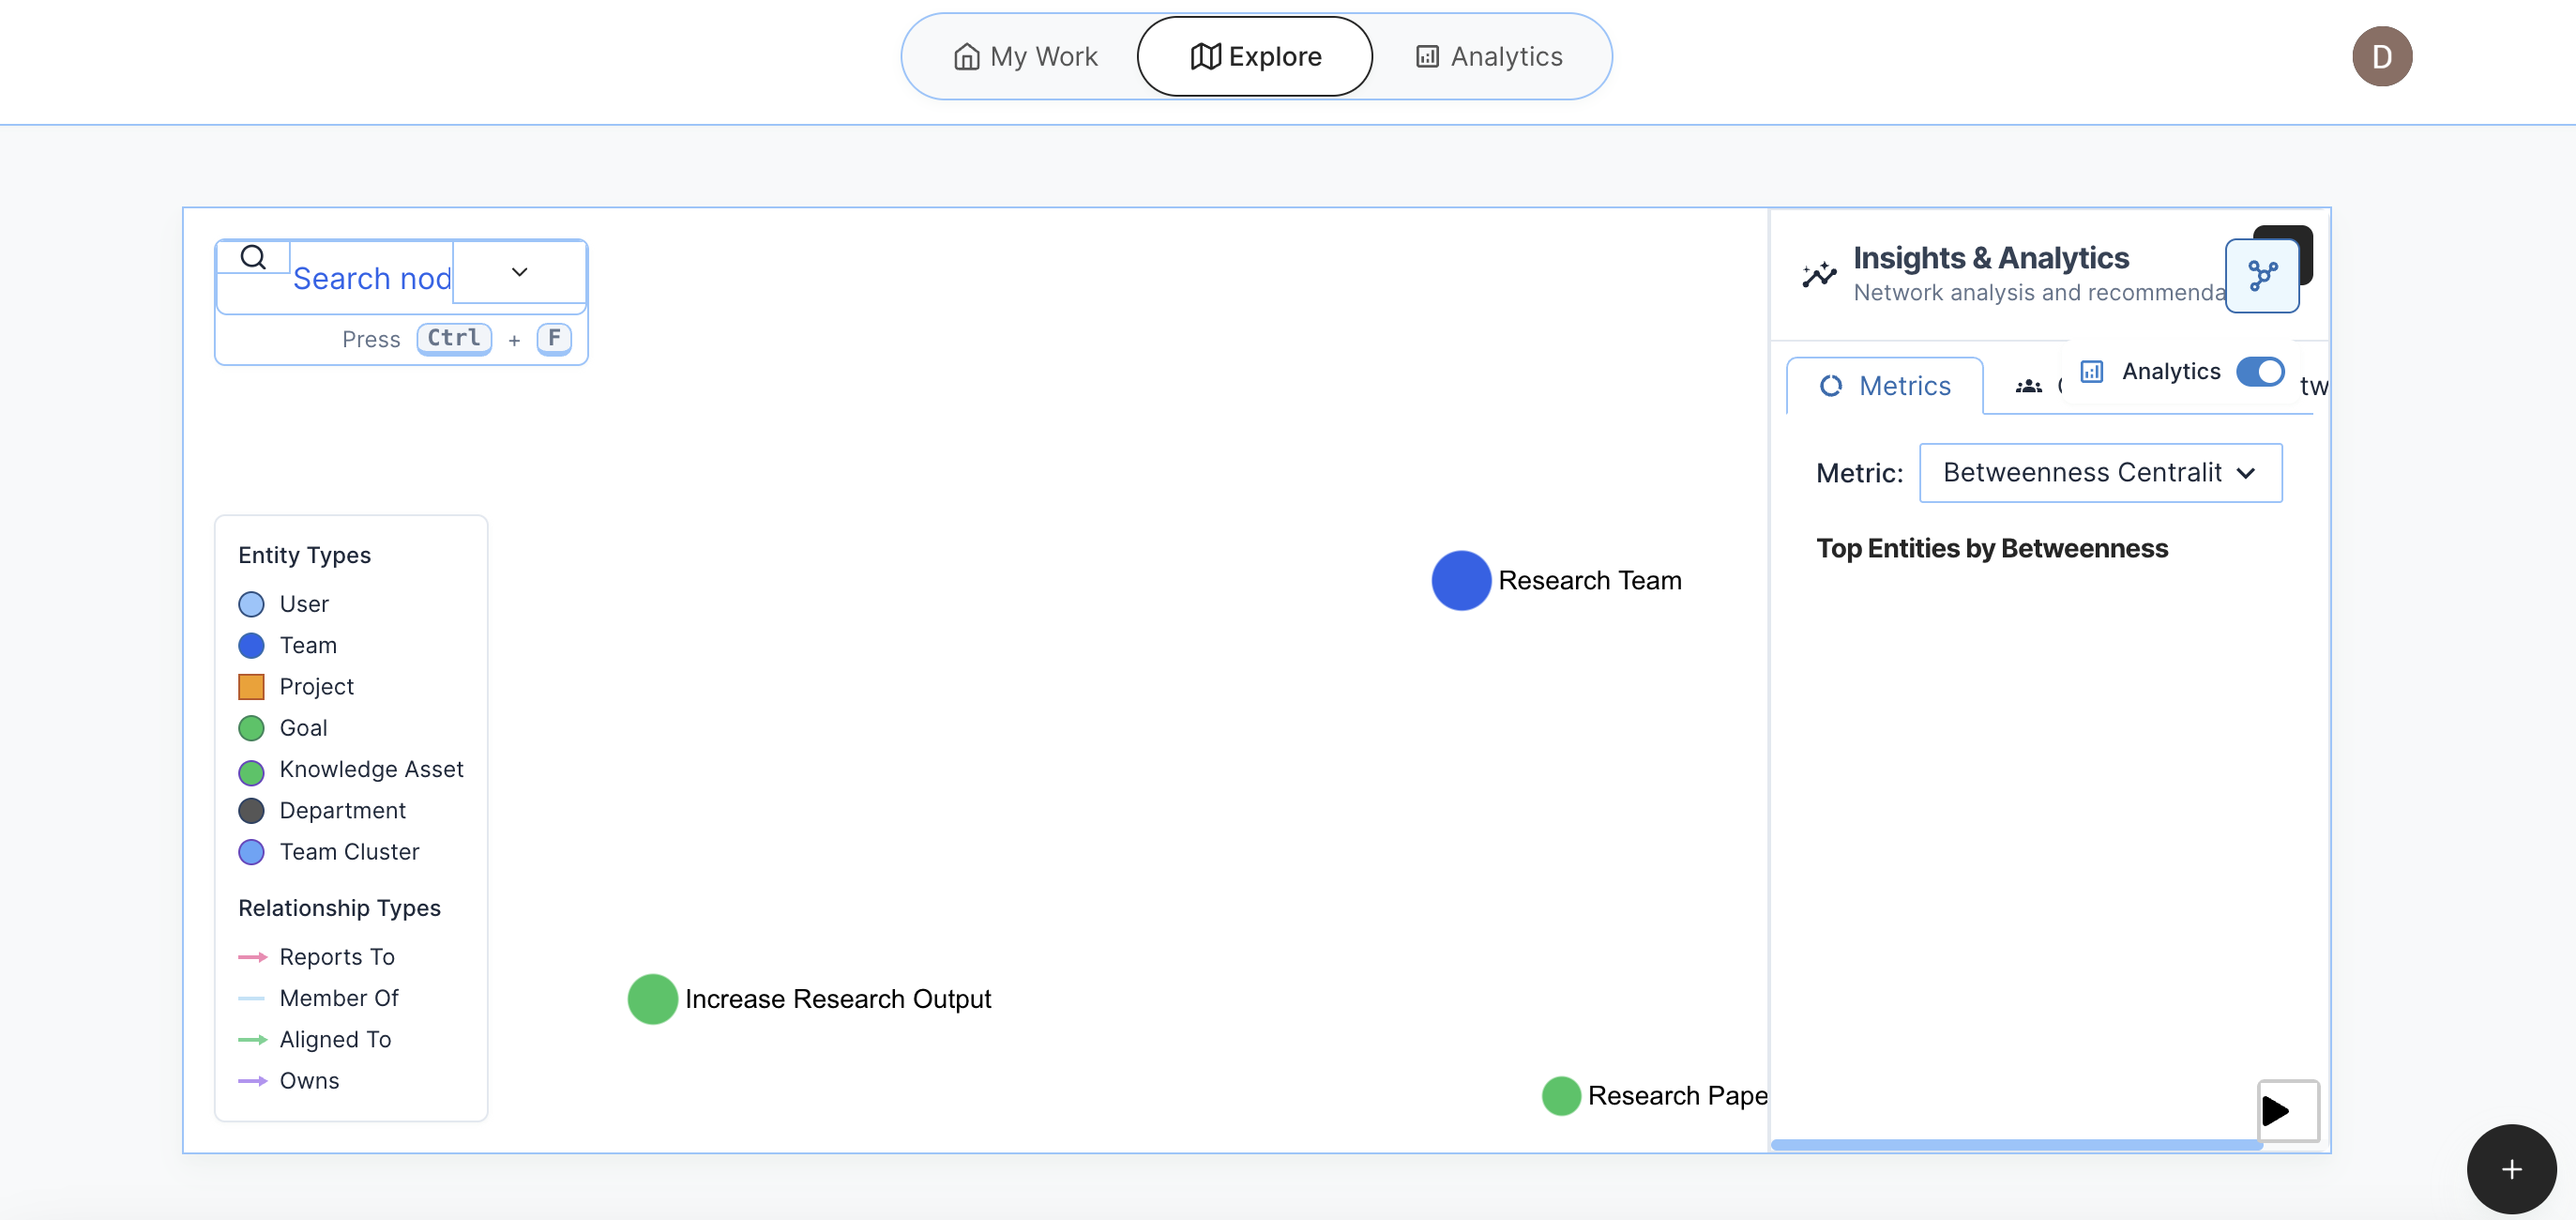 My Work
Explore
Analytics
D
Search nod
Press Ctrl + F
Entity Types
User
Team
Project
Goal
Knowledge Asset
Department
Team Cluster
Relationship Types
Reports To
Member Of
Aligned To
Owns
Research Team
Increase Research Output
Research Pape
Insights & Analytics
Network analysis and recommenda
Metrics
Analytics
tw
Metric: Betweenness Centralit
Top Entities by Betweenness